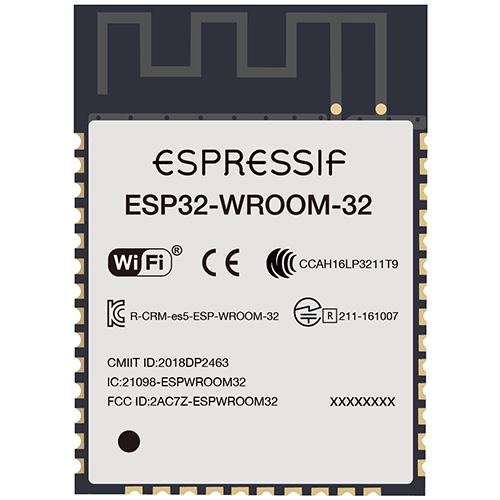 ESPRESSIF
ESP32-WROOM-32
WiFi® CE CCAH16LP3211T9
R-CRM-es5-ESP-WROOM-32 R 211-161007
CMIIT ID:2018DP2463
IC:21098-ESPWROOM32
FCC ID:2AC7Z-ESPWROOM32 XXXXXXXX